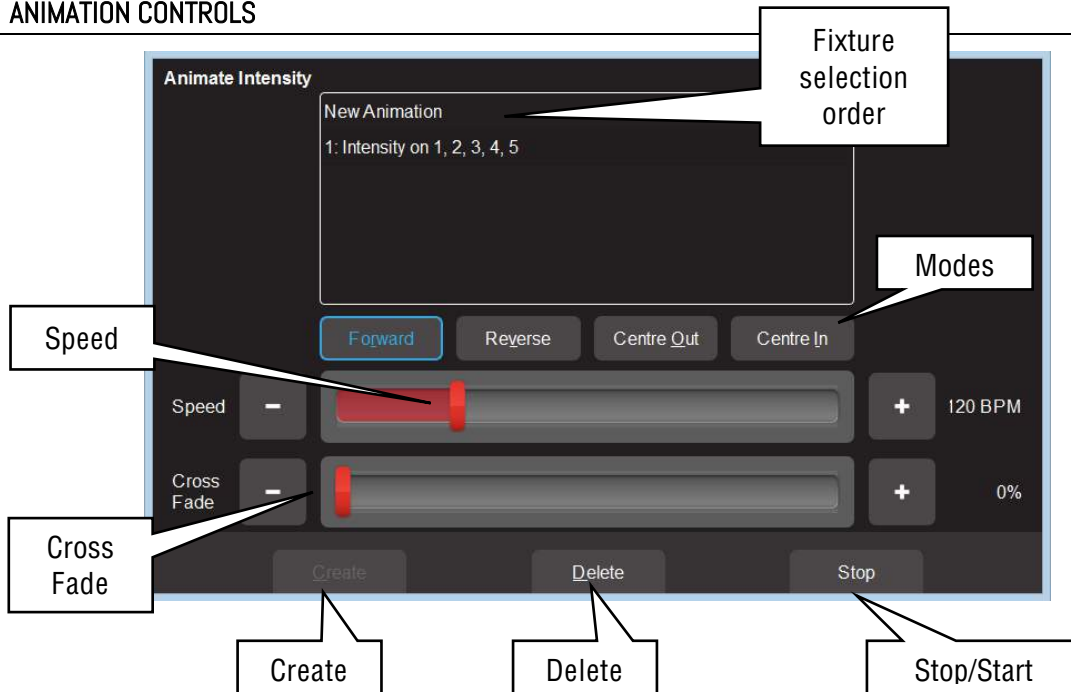 ANIMATION CONTROLS
Fixture
selection
order
Animate Intensity
New Animation
1: Intensity on 1, 2, 3, 4, 5
Modes
Speed
Forward Reverse Centre Out Centre In
Speed - + 120 BPM
Cross
Fade - + 0%
Cross
Fade
Create Delete Stop
Create Delete Stop/Start